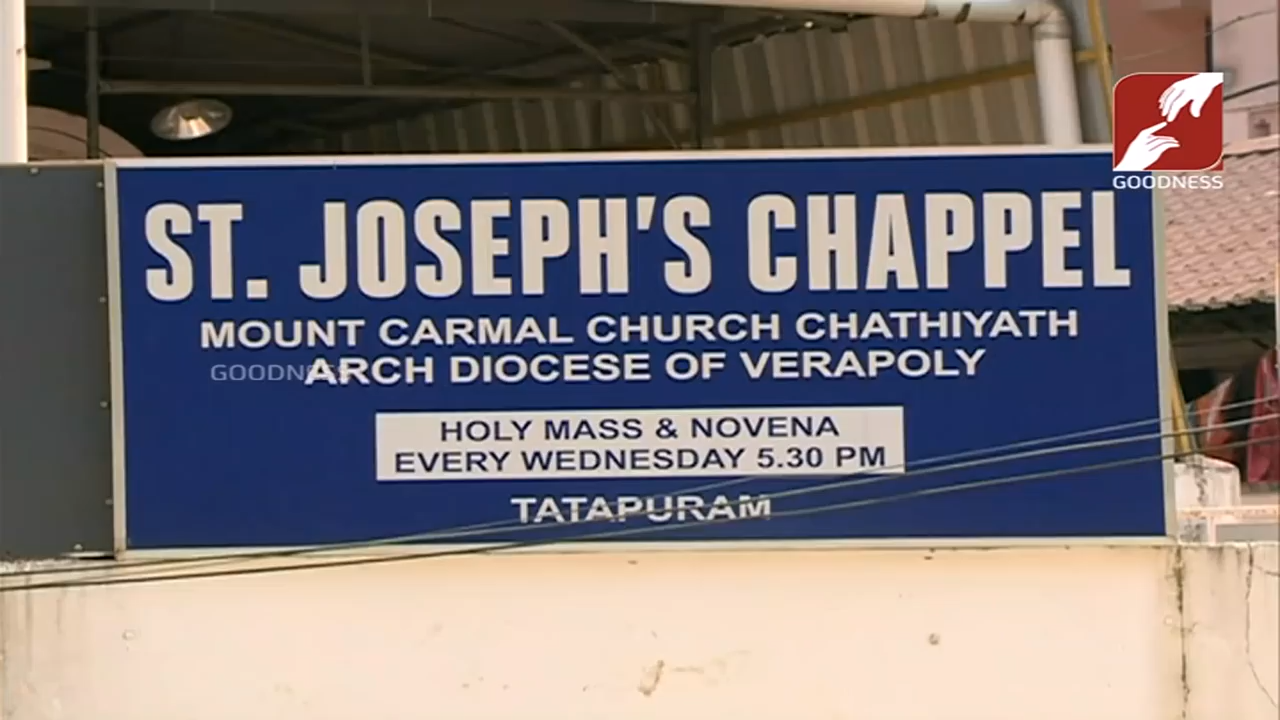 GOODNESS
ST. JOSEPH'S CHAPPEL
MOUNT CARMAL CHURCH CHATHIYATH
ARCH DIOCESE OF VERAPOLY
GOODNESS
HOLY MASS & NOVENA
EVERY WEDNESDAY 5.30 PM
TATAPURAM